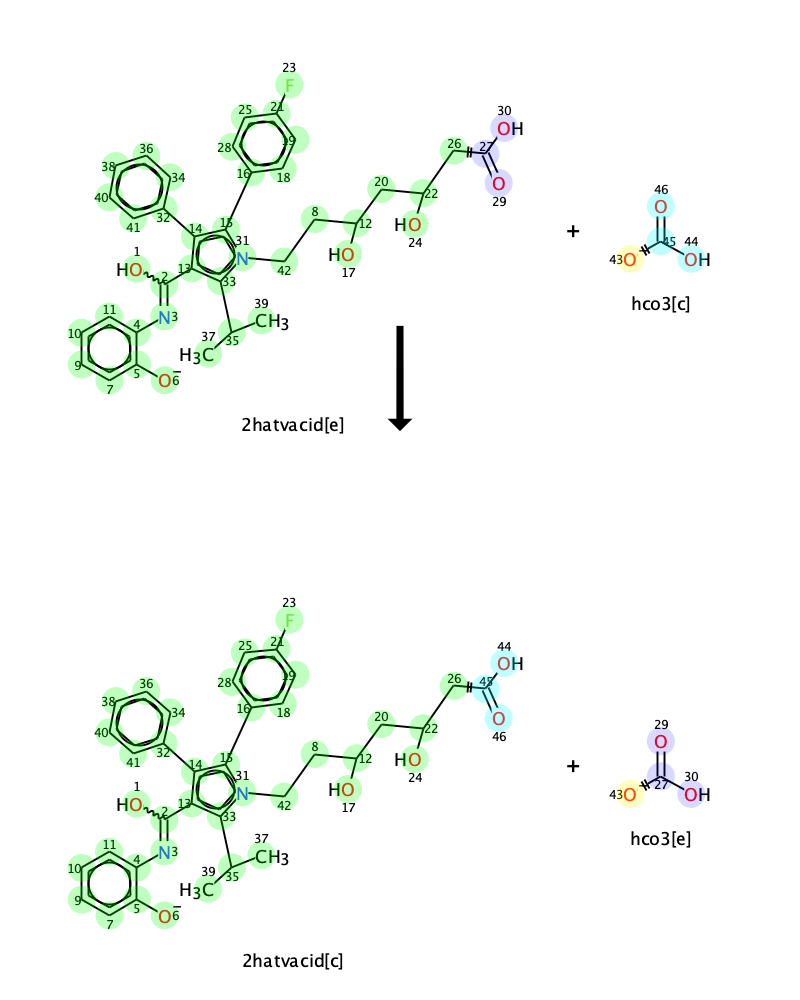 23
F
25 21
28 19
16 18
36
38 34
40 32
41
14 15
31
N
13 33
1
HO
2
N 3
11
10 4
9 5
7
O 6 −
39
CH3
37
H3C 35
42
8
12
HO
17
20
22
HO
24
26 27
30
OH
O
29
+
46
O
43 O 45 44
OH
hco3[c]
2hatvacid[e]
23
F
25 21
28 19
16 18
36
38 34
40 32
41
14 15
31
N
13 33
1
HO
2
N 3
11
10 4
9 5
7
O 6 −
37
CH3
39
H3C 35
42
8
12
HO
17
20
22
HO
24
26 45
44
OH
O
46
+
29
O
43 O 27 30
OH
hco3[e]
2hatvacid[c]